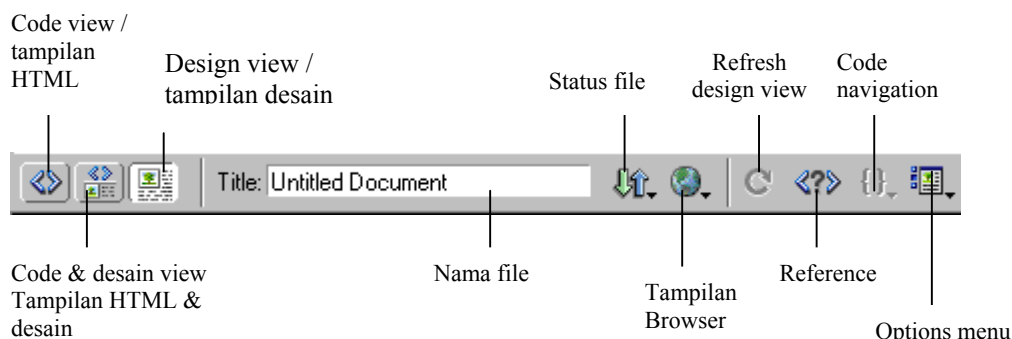 Code view /
tampilan
HTML
Design view /
tampilan desain
Status file
Refresh
design view
Code
navigation
Title: Untitled Document
Code & desain view
Tampilan HTML &
desain
Nama file
Tampilan
Browser
Reference
Options menu